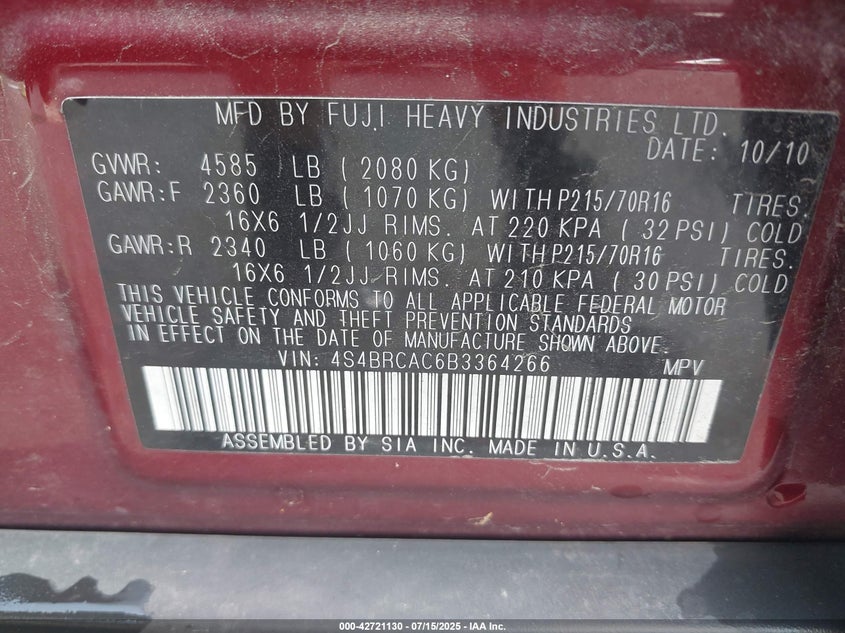 MFD BY FUJI HEAVY INDUSTRIES LTD.
DATE: 10/10
GVWR: 4585 LB (2080 KG)
GAWR:F 2360 LB (1070 KG) WITH P215/70R16 TIRES.
16X6 1/2JJ RIMS. AT 220 KPA (32 PSI) COLD
GAWR:R 2340 LB (1060 KG) WITH P215/70R16 TIRES.
16X6 1/2JJ RIMS. AT 210 KPA (30 PSI) COLD
THIS VEHICLE CONFORMS TO ALL APPLICABLE FEDERAL MOTOR
VEHICLE SAFETY AND THEFT PREVENTION STANDARDS
IN EFFECT ON THE DATE OF MANUFACTURE SHOWN ABOVE.
VIN: 4S4BRCAC6B3364266 MPV
ASSEMBLED BY SIA INC. MADE IN U.S.A.
000-42721130 - 07/15/2025 - IAA Inc.